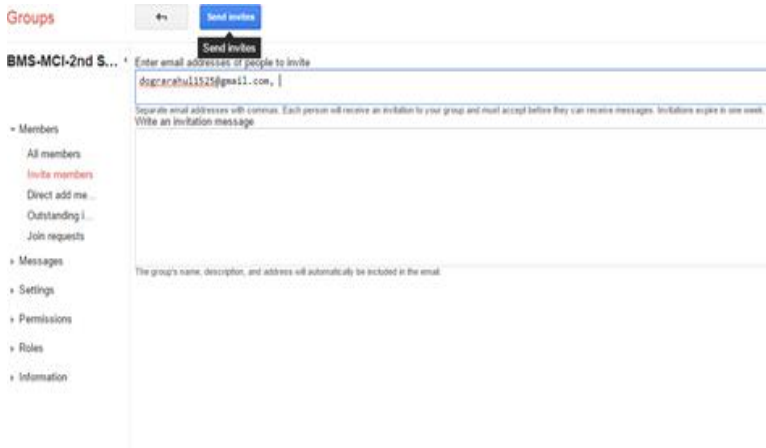 Groups
Send invites
Send invites
BMS-MCI-2nd S...
Enter email addresses of people to invite
dograrahul1525@gmail.com,
Separate email addresses with commas. Each person will receive an invitation to your group and must accept before they can receive messages. Invitations expire in one week.
Write an invitation message
Members
All members
Invite members
Direct add me...
Outstanding i...
Join requests
Messages
The group's name, description, and address will automatically be included in the email.
Settings
Permissions
Roles
Information